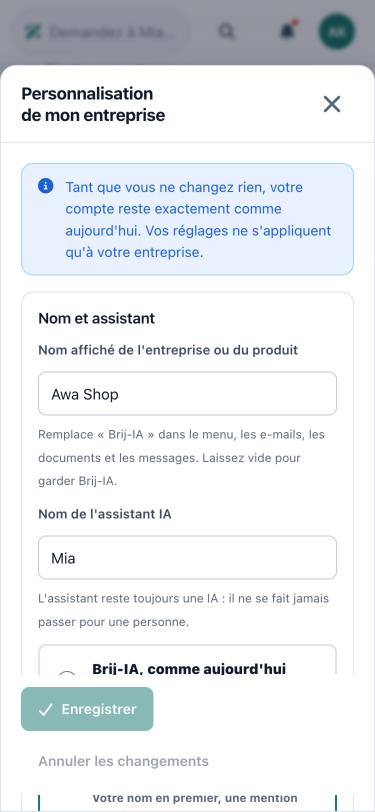 Demandez à Mia...
AK
Personnalisation
de mon entreprise
Tant que vous ne changez rien, votre
compte reste exactement comme
aujourd'hui. Vos réglages ne s'appliquent
qu'à votre entreprise.
Nom et assistant
Nom affiché de l'entreprise ou du produit
Awa Shop
Remplace « Brij-IA » dans le menu, les e-mails, les
documents et les messages. Laissez vide pour
garder Brij-IA.
Nom de l'assistant IA
Mia
L'assistant reste toujours une IA : il ne se fait jamais
passer pour une personne.
Brij-IA, comme aujourd'hui
Enregistrer
Annuler les changements
Votre nom en premier, une mention